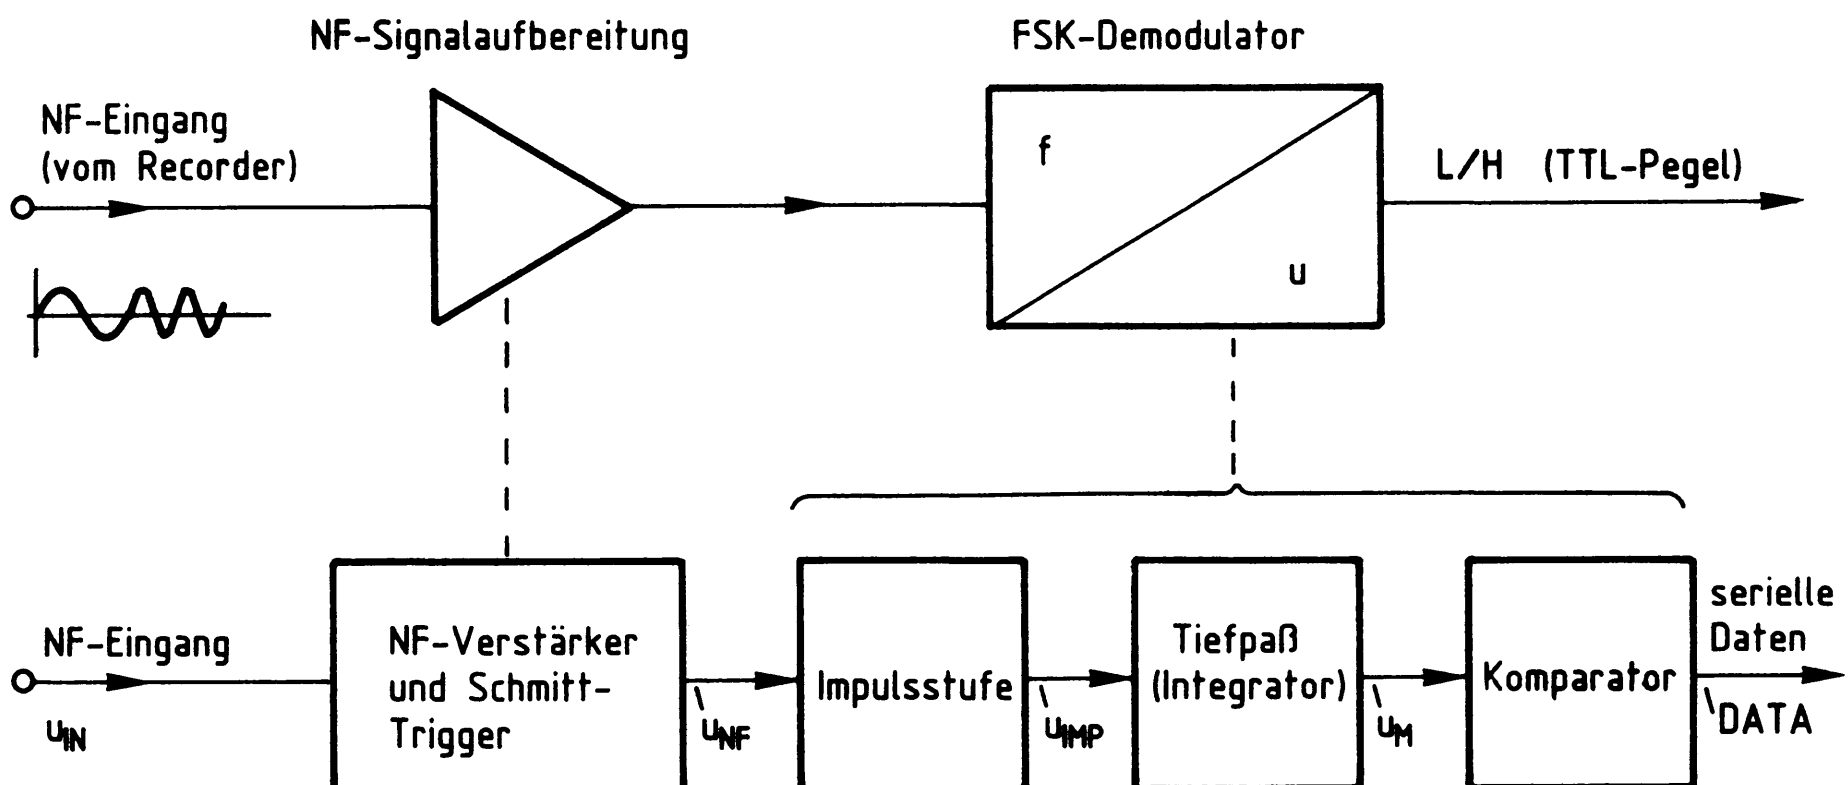 NF-Signalaufbereitung
FSK-Demodulator
NF-Eingang
(vom Recorder)
f
u
L/H (TTL-Pegel)
NF-Eingang
uIN
NF-Verstärker
und Schmitt-
Trigger
uNF
Impulsstufe
uIMP
Tiefpaß
(Integrator)
uM
Komparator
serielle
Daten
DATA